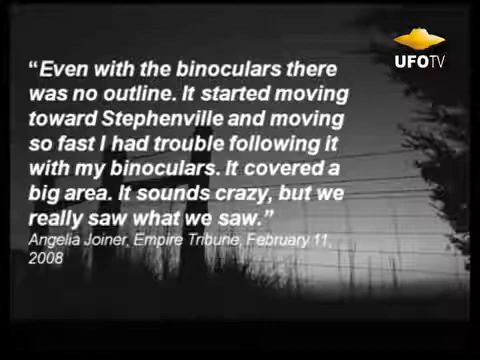 UFOTV
“Even with the binoculars there
was no outline. It started moving
toward Stephenville and moving
so fast I had trouble following it
with my binoculars. It covered a
big area. It sounds crazy, but we
really saw what we saw.”
Angelia Joiner, Empire Tribune, February 11,
2008